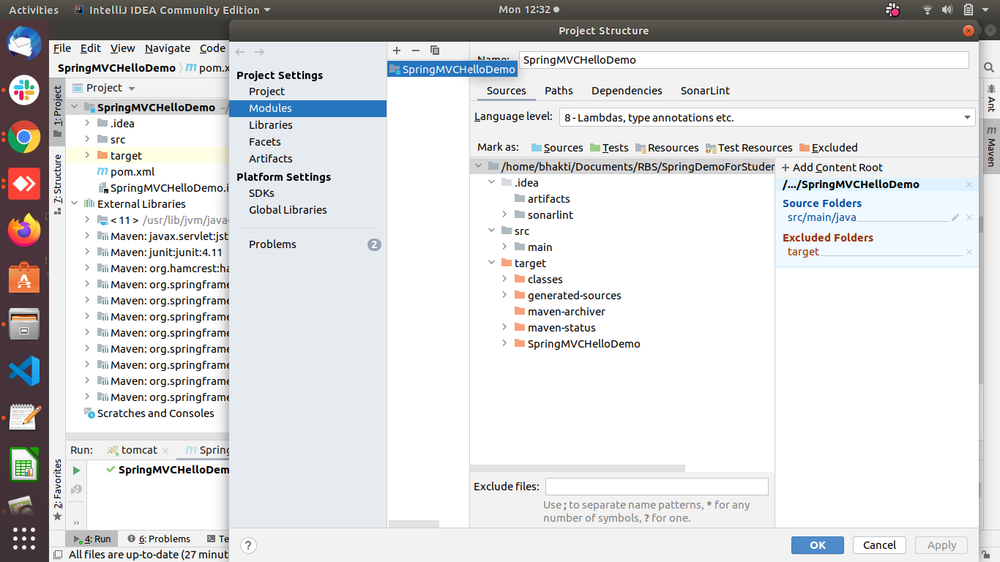 Activities
IntelliJ IDEA Community Edition
Mon 12:32
Project Structure
File Edit View Navigate Code
SpringMVCHelloDemo
1: Project
7: Structure
2: Favorites
Project
SpringMVCHelloDemo ~/
.idea
src
target
pom.xml
SpringMVCHelloDemo.i
External Libraries
< 11 > /usr/lib/jvm/java-
Maven: javax.servlet:jst
Maven: junit:junit:4.11
Maven: org.hamcrest:ha
Maven: org.springframe
Maven: org.springframe
Maven: org.springframe
Maven: org.springframe
Maven: org.springframe
Maven: org.springframe
Maven: org.springframe
Maven: org.springframe
Scratches and Consoles
Run: tomcat Spring
SpringMVCHelloDem
4: Run 6: Problems Te
All files are up-to-date (27 minut
Project Settings
Project
Modules
Libraries
Facets
Artifacts
Platform Settings
SDKs
Global Libraries
Problems 2
SpringMVCHelloDemo
Name: SpringMVCHelloDemo
Sources Paths Dependencies SonarLint
Language level: 8 - Lambdas, type annotations etc.
Mark as: Sources Tests Resources Test Resources Excluded
/home/bhakti/Documents/RBS/SpringDemoForStuden
.idea
artifacts
sonarlint
src
main
target
classes
generated-sources
maven-archiver
maven-status
SpringMVCHelloDemo
+ Add Content Root
/.../SpringMVCHelloDemo
Source Folders
src/main/java
Excluded Folders
target
Exclude files:
Use ; to separate name patterns, * for any
number of symbols, ? for one.
? OK Cancel Apply
Ant
Maven